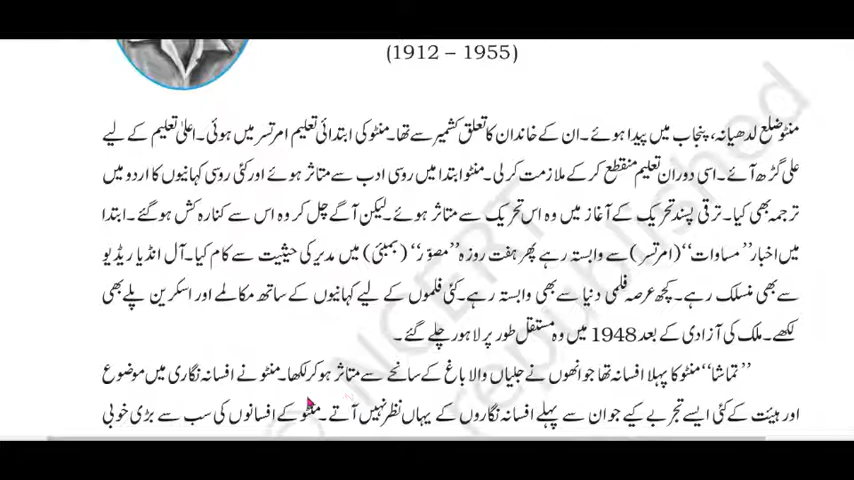 (1912 – 1955)
منٹو ضلع لدھیانہ، پنجاب میں پیدا ہوئے۔ ان کے خاندان کا تعلق کشمیر سے تھا۔ منٹو کی ابتدائی تعلیم امرتسر میں ہوئی۔ اعلیٰ تعلیم کے لیے
علی گڑھ آئے۔ اسی دوران تعلیم منقطع کر کے ملازمت کر لی۔ منٹو ابتدا میں روسی ادب سے متاثر ہوئے اور کئی روسی کہانیوں کا اردو میں
ترجمہ بھی کیا۔ ترقی پسند تحریک کے آغاز میں وہ اس تحریک سے متاثر ہوئے۔ لیکن آگے چل کر وہ اس سے کنارہ کش ہو گئے۔ ابتدا
میں اخبار ”مساوات“ (امرتسر) سے وابستہ رہے پھر ہفت روزہ ”مصوّر“ (بمبئی) میں مدیر کی حیثیت سے کام کیا۔ آل انڈیا ریڈیو
سے بھی منسلک رہے۔ کچھ عرصہ فلمی دنیا سے بھی وابستہ رہے۔ کئی فلموں کے لیے کہانیوں کے ساتھ مکالمے اور اسکرین پلے بھی
لکھے۔ ملک کی آزادی کے بعد 1948 میں وہ مستقل طور پر لاہور چلے گئے۔
”تماشا“ منٹو کا پہلا افسانہ تھا جو انھوں نے جلیاں والا باغ کے سانحے سے متاثر ہو کر لکھا۔ منٹو نے افسانہ نگاری میں موضوع
اور ہیئت کے کئی ایسے تجربے کیے جو ان سے پہلے افسانہ نگاروں کے یہاں نظر نہیں آتے۔ منٹو کے افسانوں کی سب سے بڑی خوبی
NCERT
republished